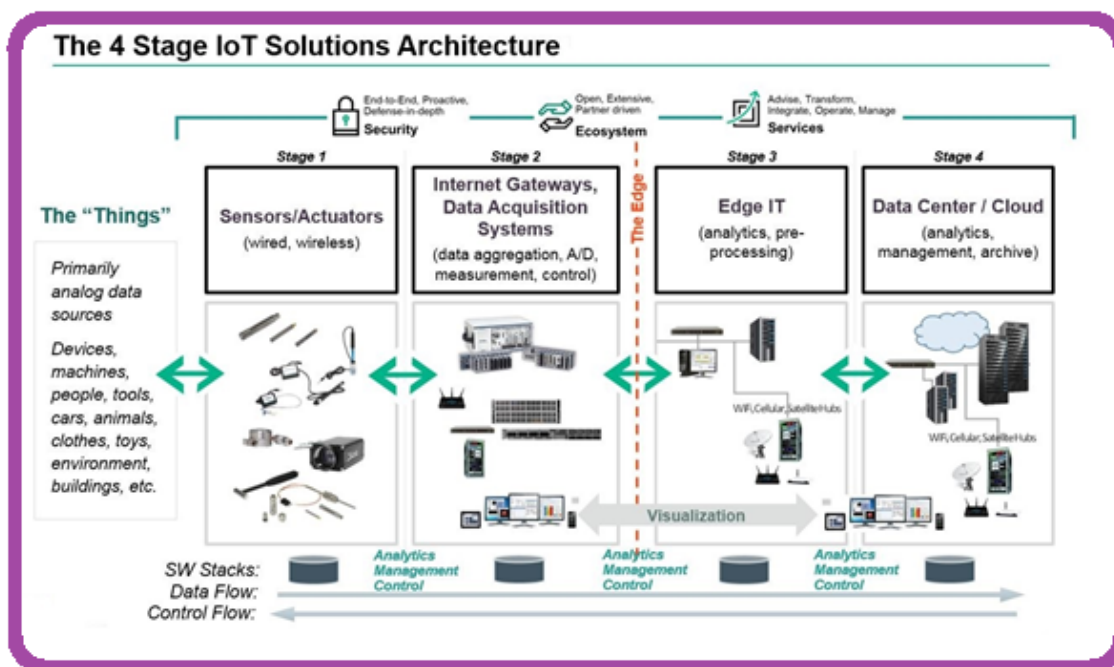 The 4 Stage IoT Solutions Architecture
End-to-End, Proactive,
Defense-in-depth
Security
Open, Extensive,
Partner driven
Ecosystem
Advise, Transform,
Integrate, Operate, Manage
Services
Stage 1
Stage 2
Stage 3
Stage 4
The "Things"
Primarily
analog data
sources
Devices,
machines,
people, tools,
cars, animals,
clothes, toys,
environment,
buildings, etc.
Sensors/Actuators
(wired, wireless)
Internet Gateways,
Data Acquisition
Systems
(data aggregation, A/D,
measurement, control)
The Edge
Edge IT
(analytics, pre-
processing)
Data Center / Cloud
(analytics,
management, archive)
WiFi, Cellular, Satellite Hubs
WiFi, Cellular, Satellite Hubs
Visualization
SW Stacks:
Analytics
Management
Control
Analytics
Management
Control
Analytics
Management
Control
Data Flow:
Control Flow: